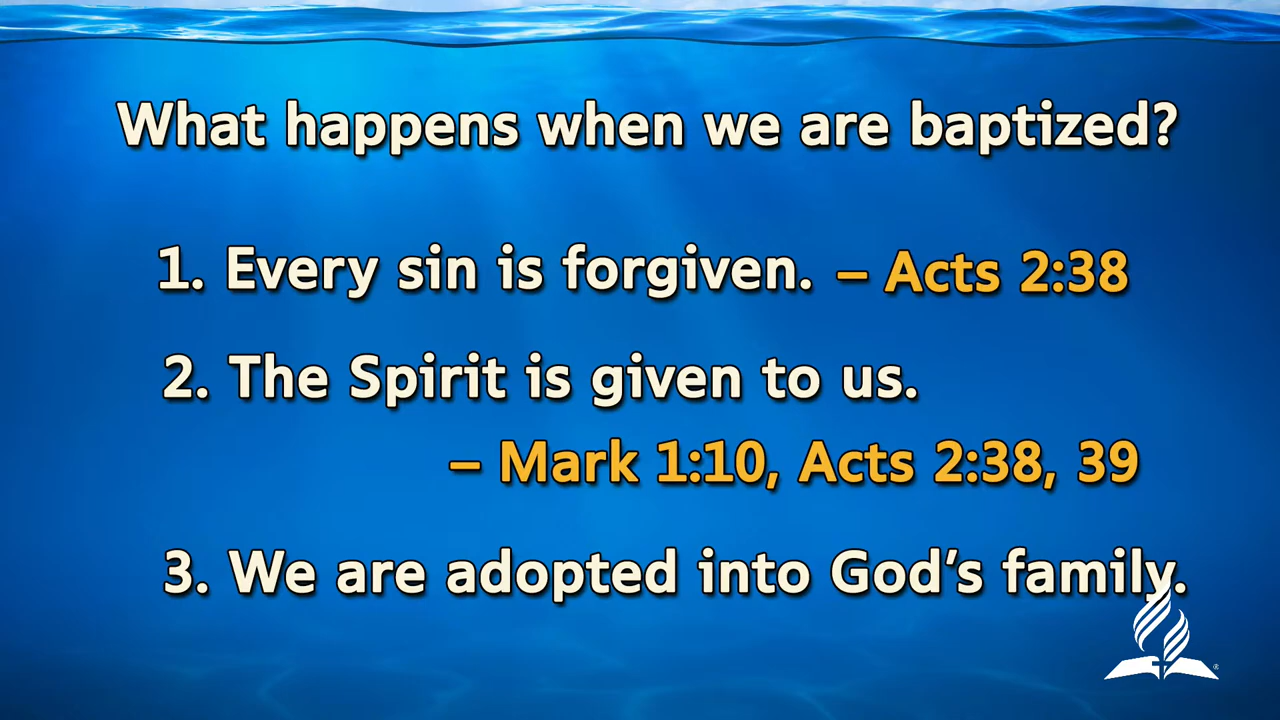 What happens when we are baptized?
1. Every sin is forgiven. – Acts 2:38
2. The Spirit is given to us.
– Mark 1:10, Acts 2:38, 39
3. We are adopted into God’s family.
®